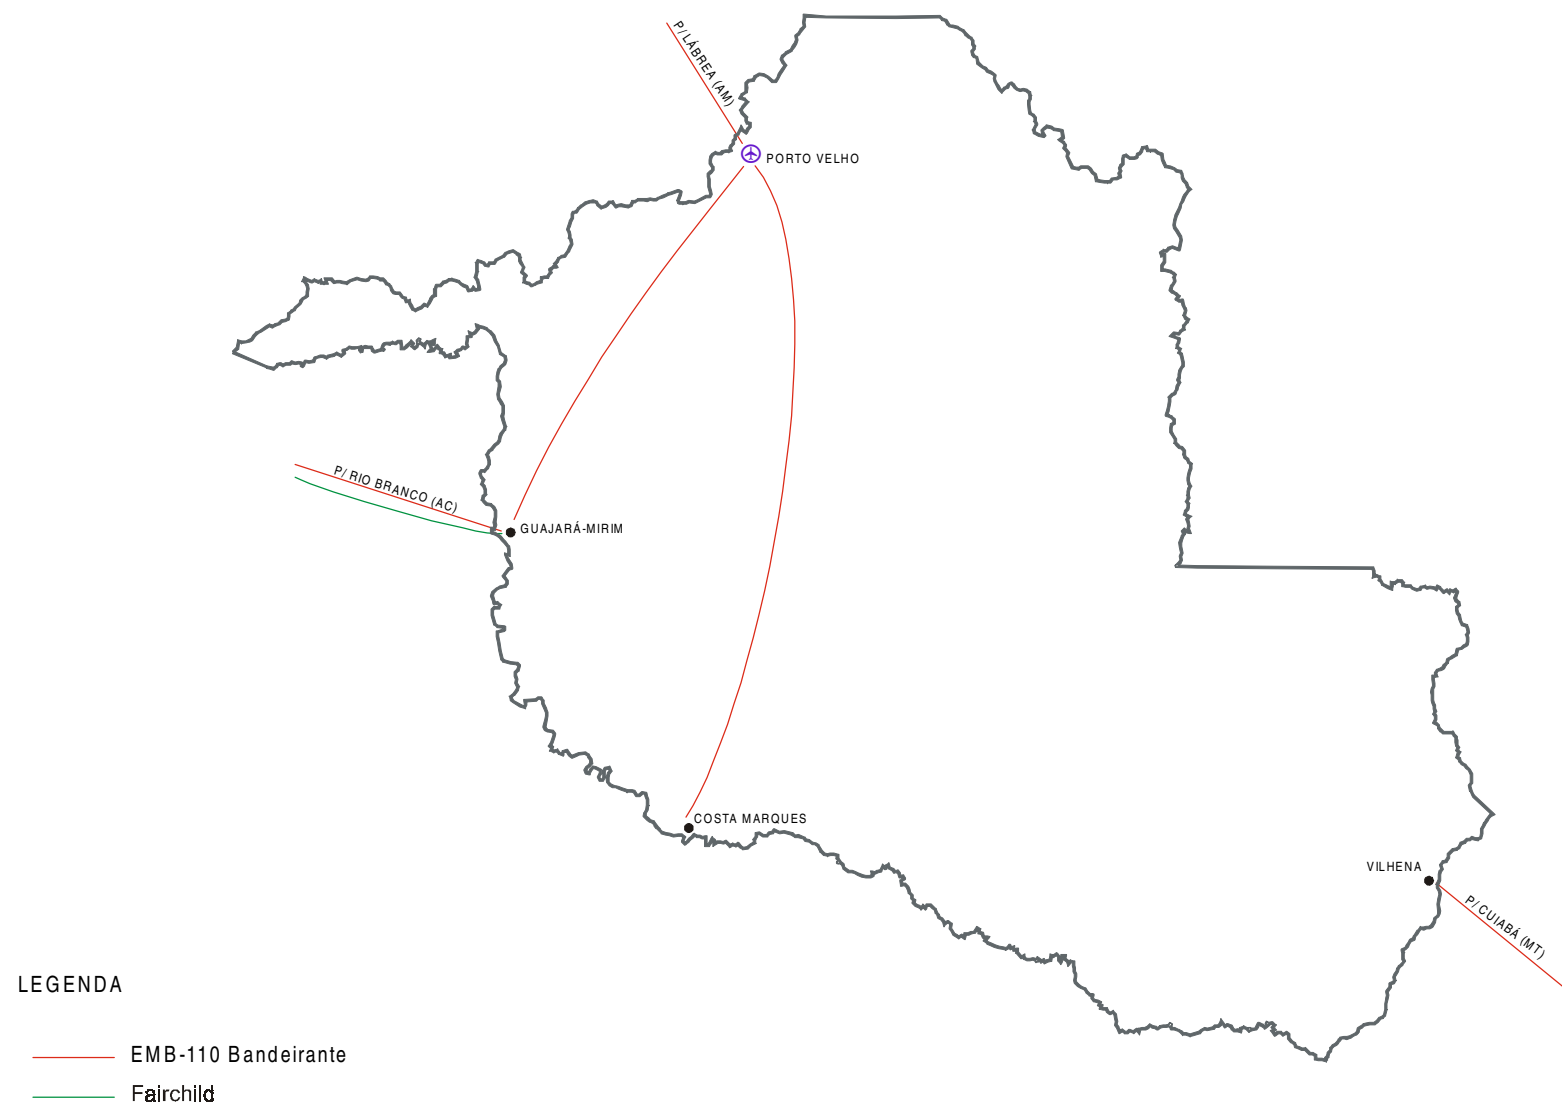 P/ LÁBREA (AM)
PORTO VELHO
P/ RIO BRANCO (AC)
GUAJARÁ-MIRIM
COSTA MARQUES
VILHENA
P/ CUIABÁ (MT)
LEGENDA
EMB-110 Bandeirante
Fairchild